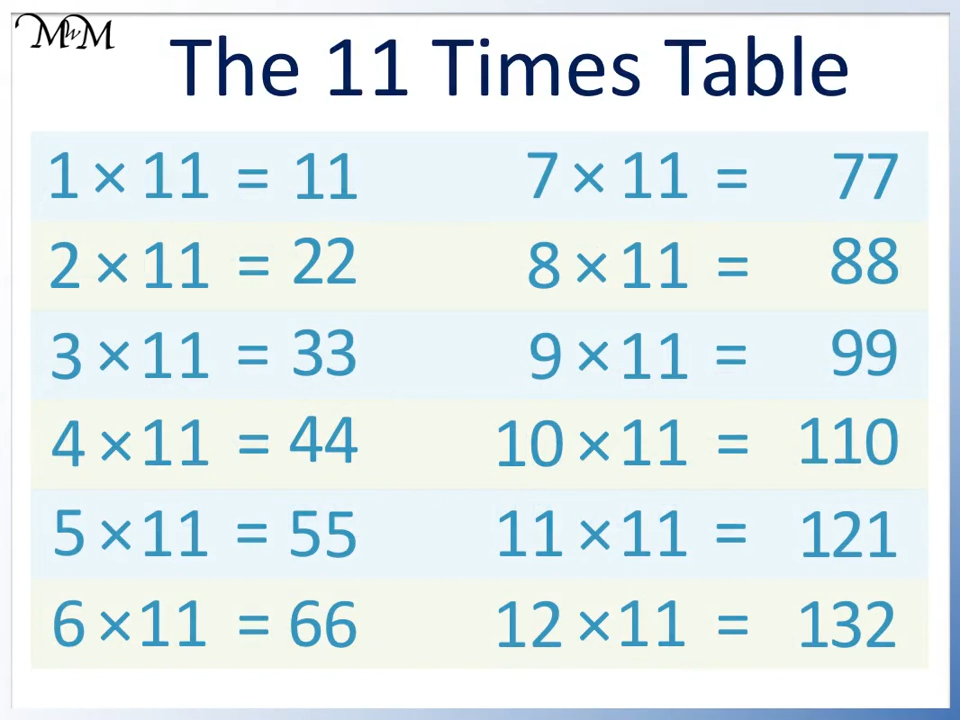 MwM
The 11 Times Table
1 × 11 = 11
2 × 11 = 22
3 × 11 = 33
4 × 11 = 44
5 × 11 = 55
6 × 11 = 66
7 × 11 = 77
8 × 11 = 88
9 × 11 = 99
10 × 11 = 110
11 × 11 = 121
12 × 11 = 132